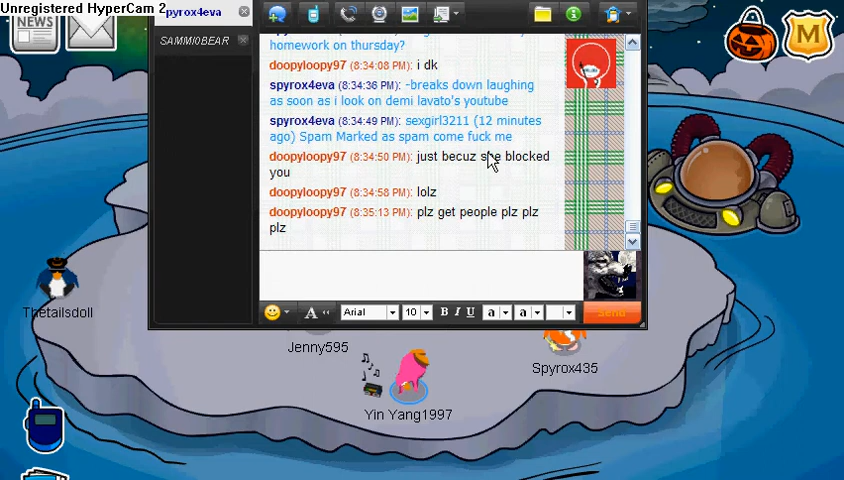 Unregistered HyperCam 2
NEWS
spyrox4eva
SAMMI0BEAR
M
homework on thursday?
doopyloopy97 (8:34:08 PM): i dk
spyrox4eva (8:34:36 PM): -breaks down laughing
as soon as i look on demi lavato's youtube
spyrox4eva (8:34:49 PM): sexgirl3211 (12 minutes
ago) Spam Marked as spam come fuck me
doopyloopy97 (8:34:50 PM): just becuz she blocked
you
doopyloopy97 (8:34:58 PM): lolz
doopyloopy97 (8:35:13 PM): plz get people plz plz
plz
A
Arial
10
B I U
a
a
Send
Thetailsdoll
Jenny595
Spyrox435
Yin Yang1997